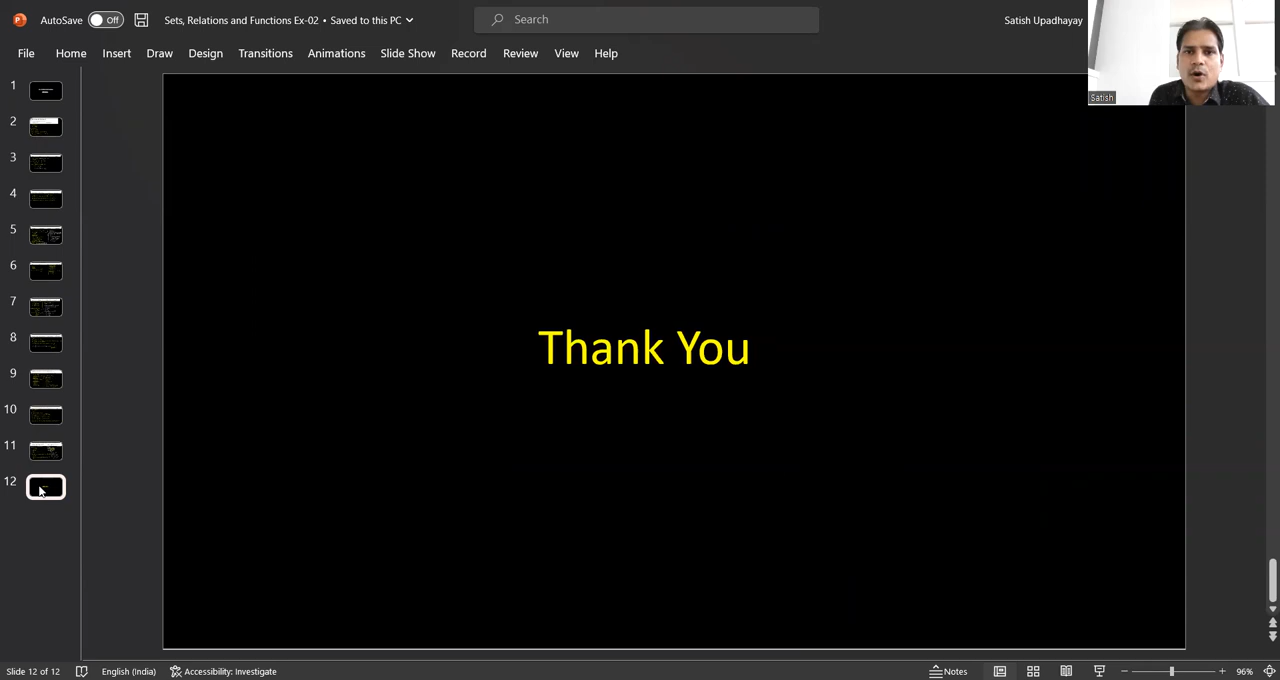 AutoSave Off Sets, Relations and Functions Ex-02 • Saved to this PC Search Satish Upadhayay
File Home Insert Draw Design Transitions Animations Slide Show Record Review View Help
Satish
1
2
3
4
5
6
7
8
9
10
11
12
Thank You
Slide 12 of 12 English (India) Accessibility: Investigate Notes 96%